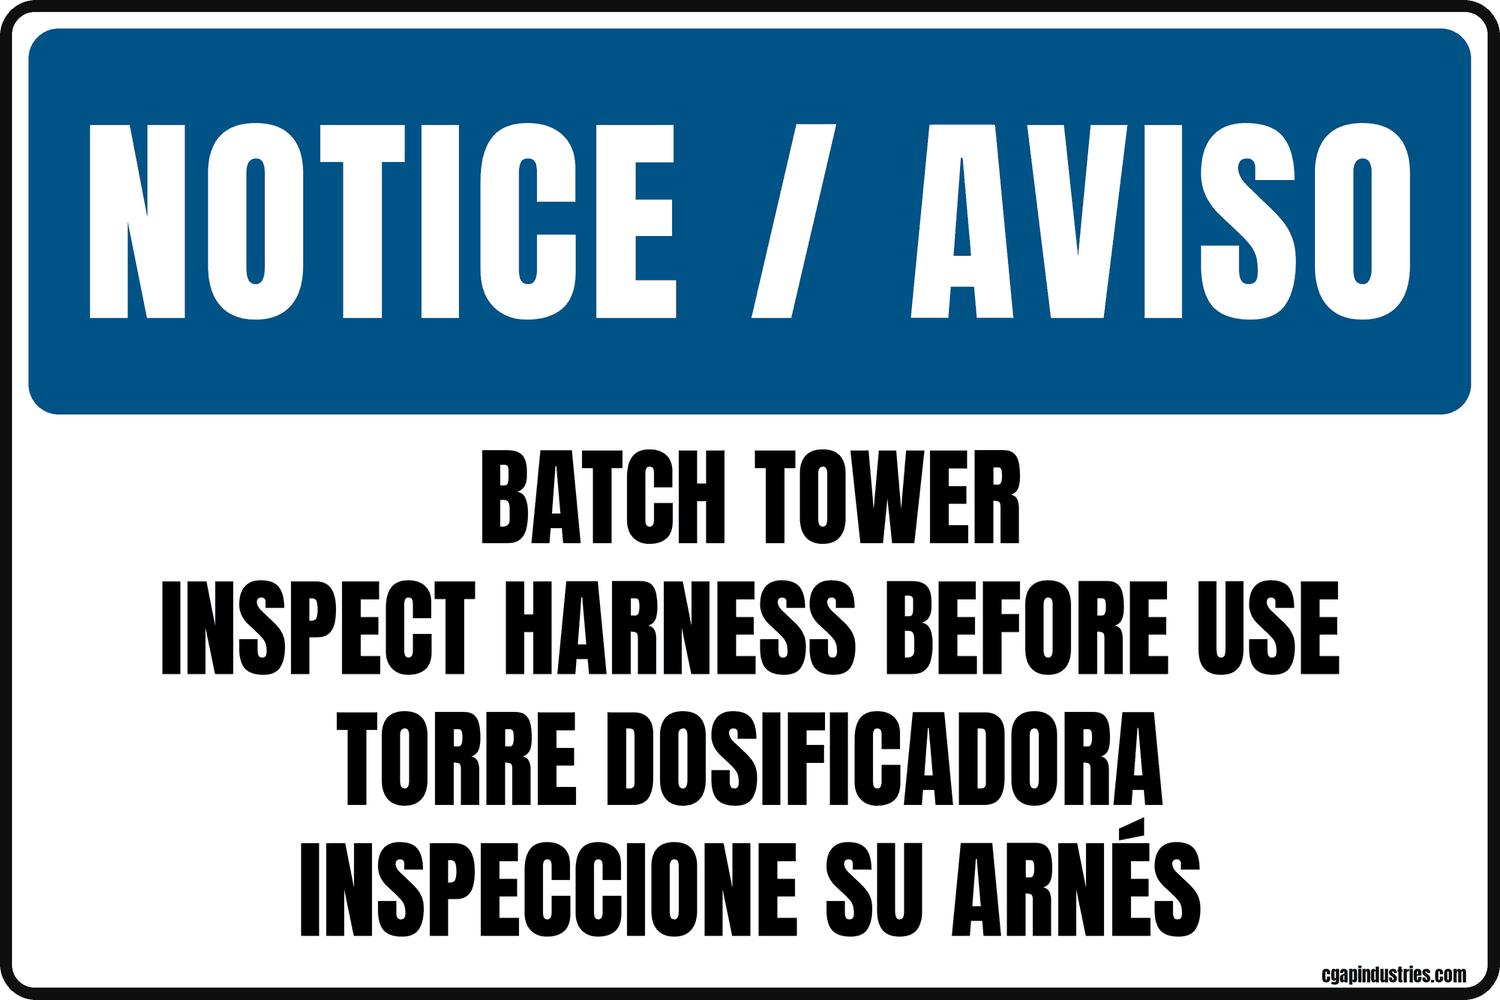 NOTICE / AVISO
BATCH TOWER
INSPECT HARNESS BEFORE USE
TORRE DOSIFICADORA
INSPECCIONE SU ARNÉS
cgapindustries.com